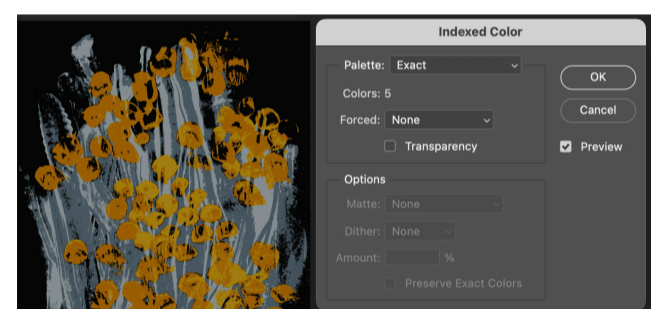 Indexed Color
Palette: Exact
OK
Colors: 5
Cancel
Forced: None
Transparency
Preview
Options
Matte: None
Dither: None
Amount: %
Preserve Exact Colors